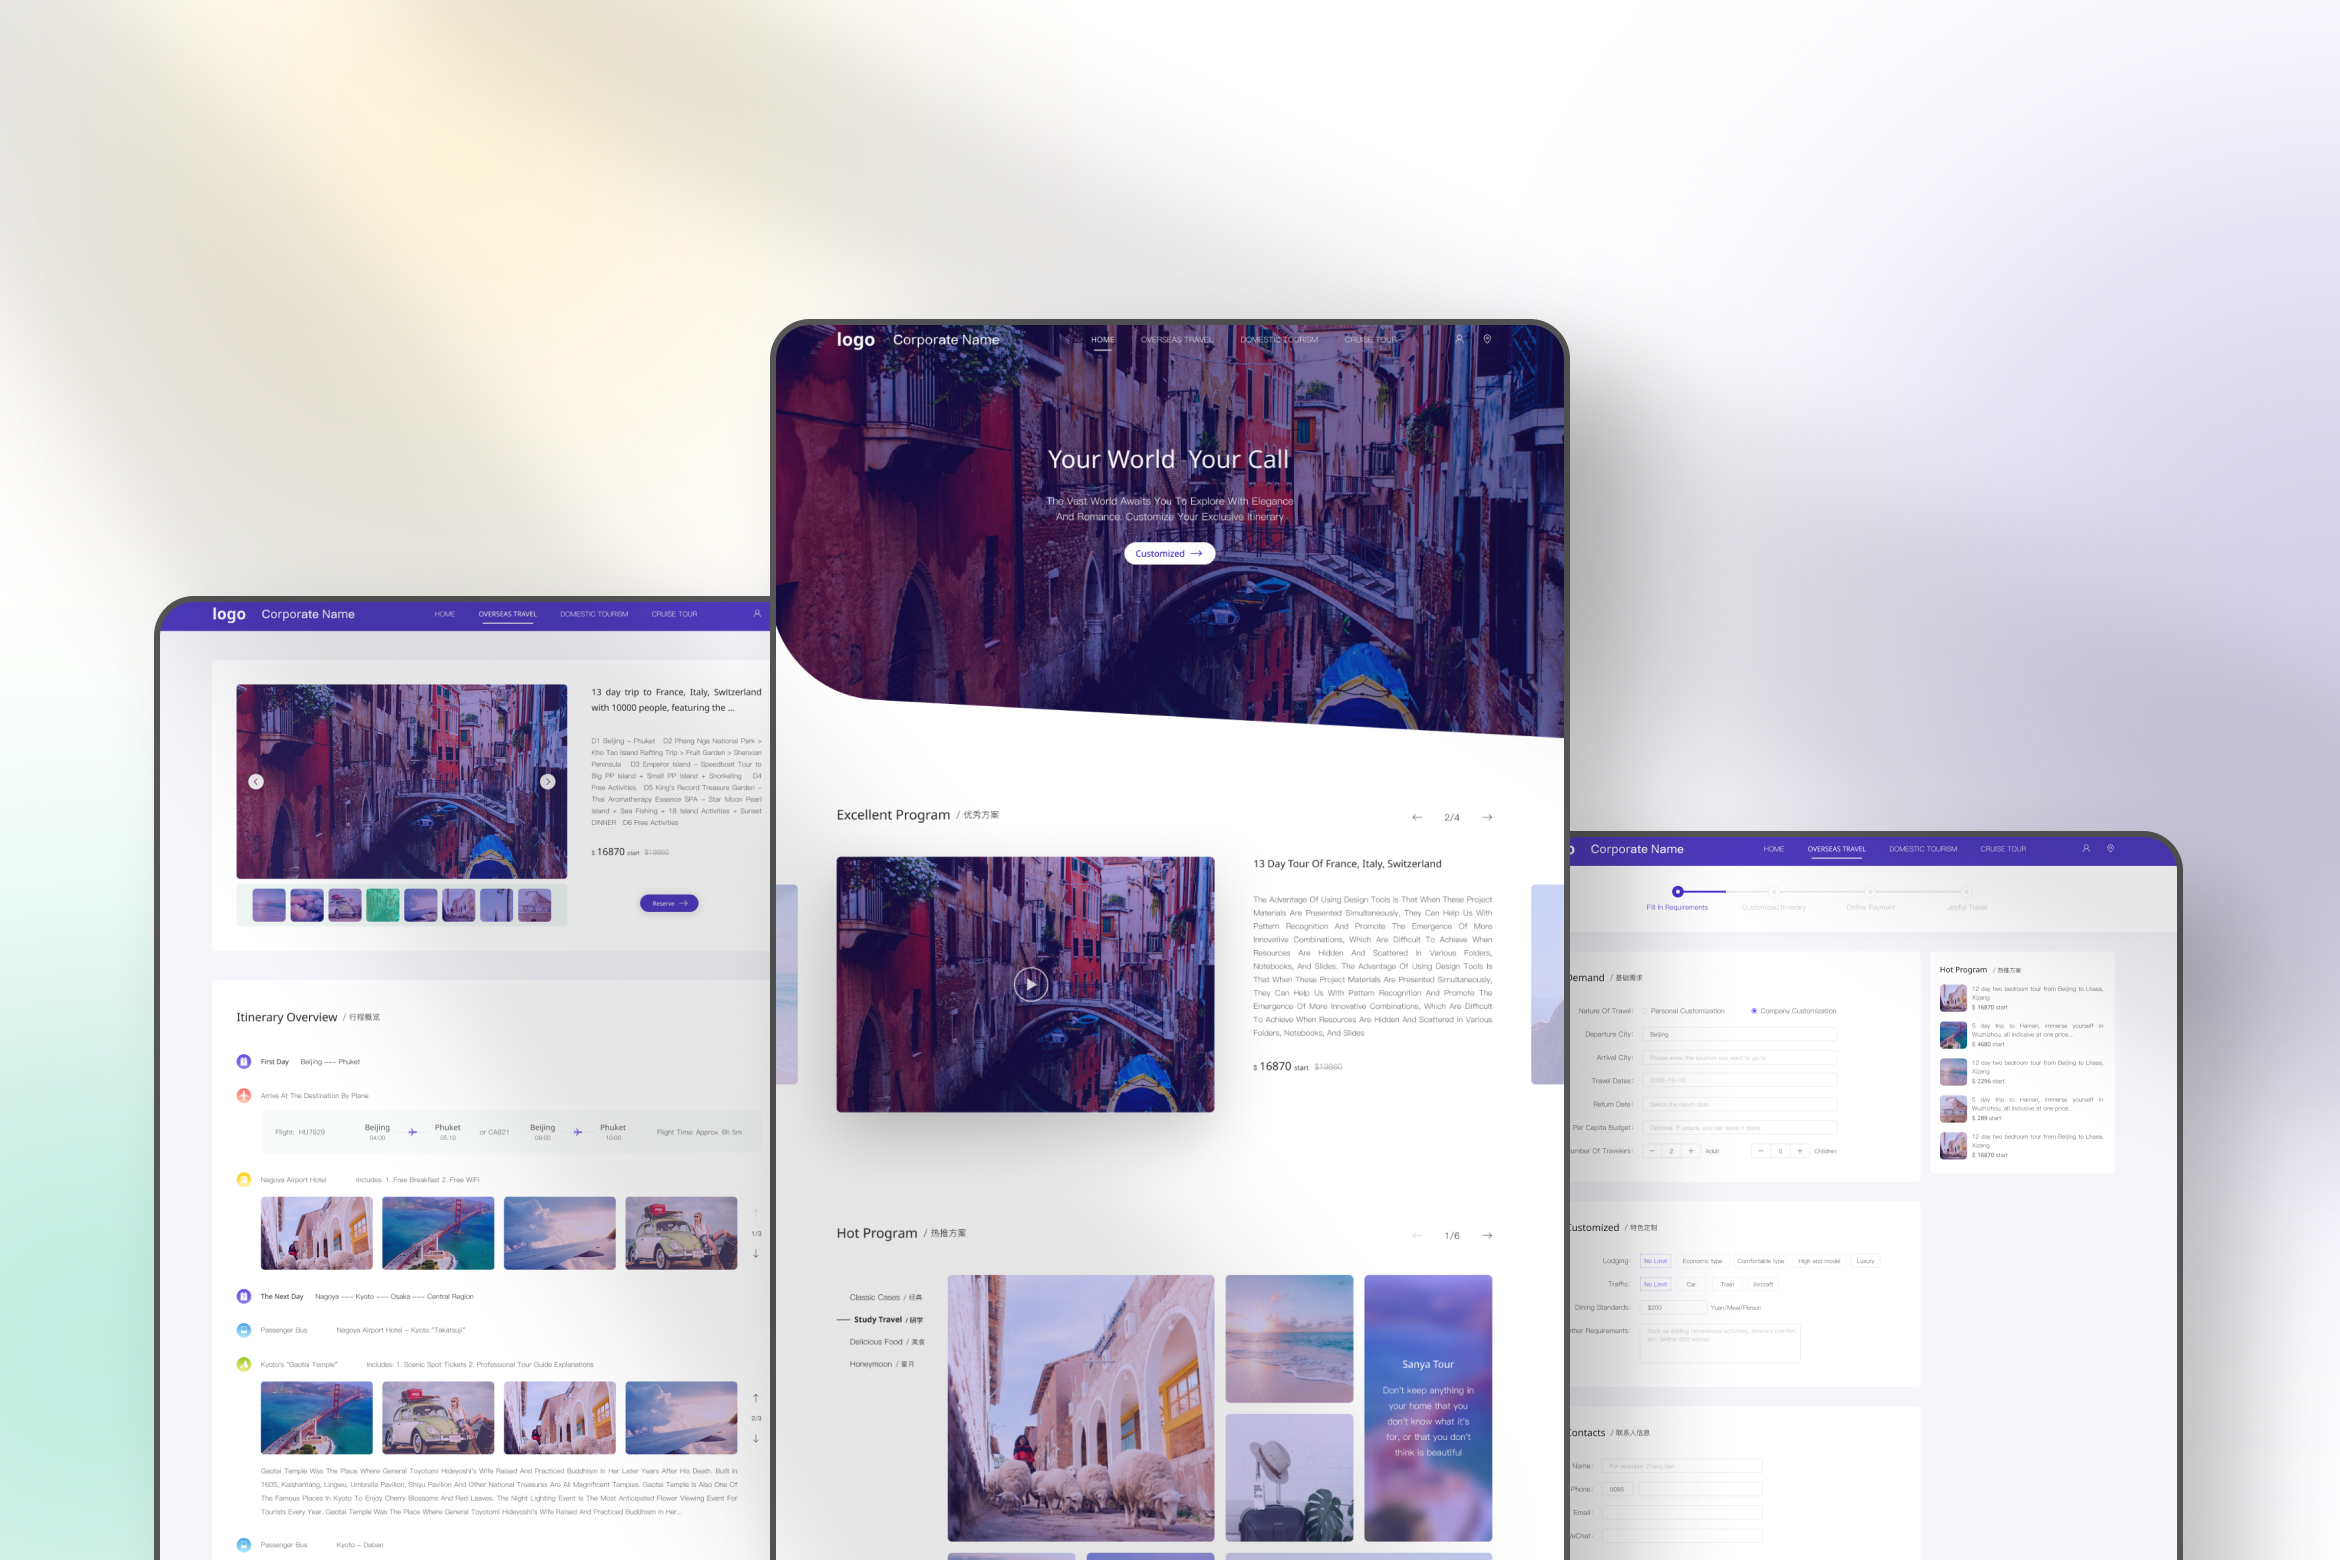 logo Corporate Name HOME OVERSEAS TRAVEL DOMESTIC TOURISM CRUISE TOUR
13 day trip to France, Italy, Switzerland
with 10000 people, featuring the ...
D1 Beijing – Phuket D2 Phang Nga National Park >
Kho Tao Island Rafting Trip > Fruit Garden > Shenxian
Peninsula D3 Emperor Island – Speedboat Tour to
Big PP Island + Small PP Island + Snorkeling D4
Free Activities D5 King's Record Treasure Garden –
Thai Aromatherapy Essence SPA – Star Moon Pearl
Island + Sea Fishing + 18 Island Activities + Sunset
DINNER D6 Free Activities
$ 16870 start $19860
Reserve
Itinerary Overview / 行程概览
First Day Beijing ––– Phuket
Arrive At The Destination By Plane
Flight: HU7929 Beijing Phuket or CA821 Beijing Phuket Flight Time: Approx. 6h 5m
04:00 05:10 08:00 10:00
Nagoya Airport Hotel Includes: 1. Free Breakfast 2. Free WiFi
1/3
The Next Day Nagoya ––– Kyoto ––– Osaka ––– Central Region
Passenger Bus Nagoya Airport Hotel – Kyoto "Takatsuji"
Kyoto's "Gaotai Temple" Includes: 1. Scenic Spot Tickets 2. Professional Tour Guide Explanations
2/3
Gaotai Temple Was The Place Where General Toyotomi Hideyoshi's Wife Raised And Practiced Buddhism In Her Later Years After His Death. Built In
1605, Kaishantang, Lingwu, Umbrella Pavilion, Shiyu Pavilion And Other National Treasures Are All Magnificent Temples. Gaotai Temple Is Also One Of
The Famous Places In Kyoto To Enjoy Cherry Blossoms And Red Leaves. The Night Lighting Event Is The Most Anticipated Flower Viewing Event For
Tourists Every Year. Gaotai Temple Was The Place Where General Toyotomi Hideyoshi's Wife Raised And Practiced Buddhism In Her...
Passenger Bus Kyoto – Daban
logo Corporate Name HOME OVERSEAS TRAVEL DOMESTIC TOURISM CRUISE TOUR
Your World Your Call
The Vast World Awaits You To Explore With Elegance
And Romance. Customize Your Exclusive Itinerary
Customized
Excellent Program / 优秀方案
2/4
13 Day Tour Of France, Italy, Switzerland
The Advantage Of Using Design Tools Is That When These Project
Materials Are Presented Simultaneously, They Can Help Us With
Pattern Recognition And Promote The Emergence Of More
Innovative Combinations, Which Are Difficult To Achieve When
Resources Are Hidden And Scattered In Various Folders,
Notebooks, And Slides. The Advantage Of Using Design Tools Is
That When These Project Materials Are Presented Simultaneously,
They Can Help Us With Pattern Recognition And Promote The
Emergence Of More Innovative Combinations, Which Are Difficult
To Achieve When Resources Are Hidden And Scattered In Various
Folders, Notebooks, And Slides
$ 16870 start $19860
Hot Program / 热推方案
1/6
Classic Cases / 经典
Study Travel / 研学
Delicious Food / 美食
Honeymoon / 蜜月
Sanya Tour
Don't keep anything in
your home that you
don't know what it's
for, or that you don't
think is beautiful
Corporate Name HOME OVERSEAS TRAVEL DOMESTIC TOURISM CRUISE TOUR
Fill In Requirements Customized Itinerary Online Payment Joyful Travel
Demand / 基础需求
Nature Of Travel: Personal Customization Company Customization
Departure City: Beijing
Arrival City: Please enter the location you want to go to
Travel Dates:
Return Date: Select the return date
Per Capita Budget: Optional, if unsure, you can leave it blank
umber Of Travelers: – 2 + Adult – 0 + Children
Customized / 特色定制
Lodging: No Limit Economic type Comfortable type High end model Luxury
Traffic: No Limit Car Train Aircraft
Dining Standards: $200 Yuan/Meal/Person
ther Requirements: Such as adding recreational activities, itinerary comfort,
etc. (within 500 words)
Contacts / 联系人信息
Name: For example: Zhang San
Phone: 0086
Email:
eChat:
Hot Program / 热推方案
12 day two bedroom tour from Beijing to Lhasa,
Xizang
$ 16870 start
5 day trip to Hainan, immerse yourself in
Wuzhizhou, all inclusive at one price...
$ 4680 start
12 day two bedroom tour from Beijing to Lhasa,
Xizang
$ 2296 start
5 day trip to Hainan, immerse yourself in
Wuzhizhou, all inclusive at one price...
$ 289 start
12 day two bedroom tour from Beijing to Lhasa,
Xizang
$ 16870 start